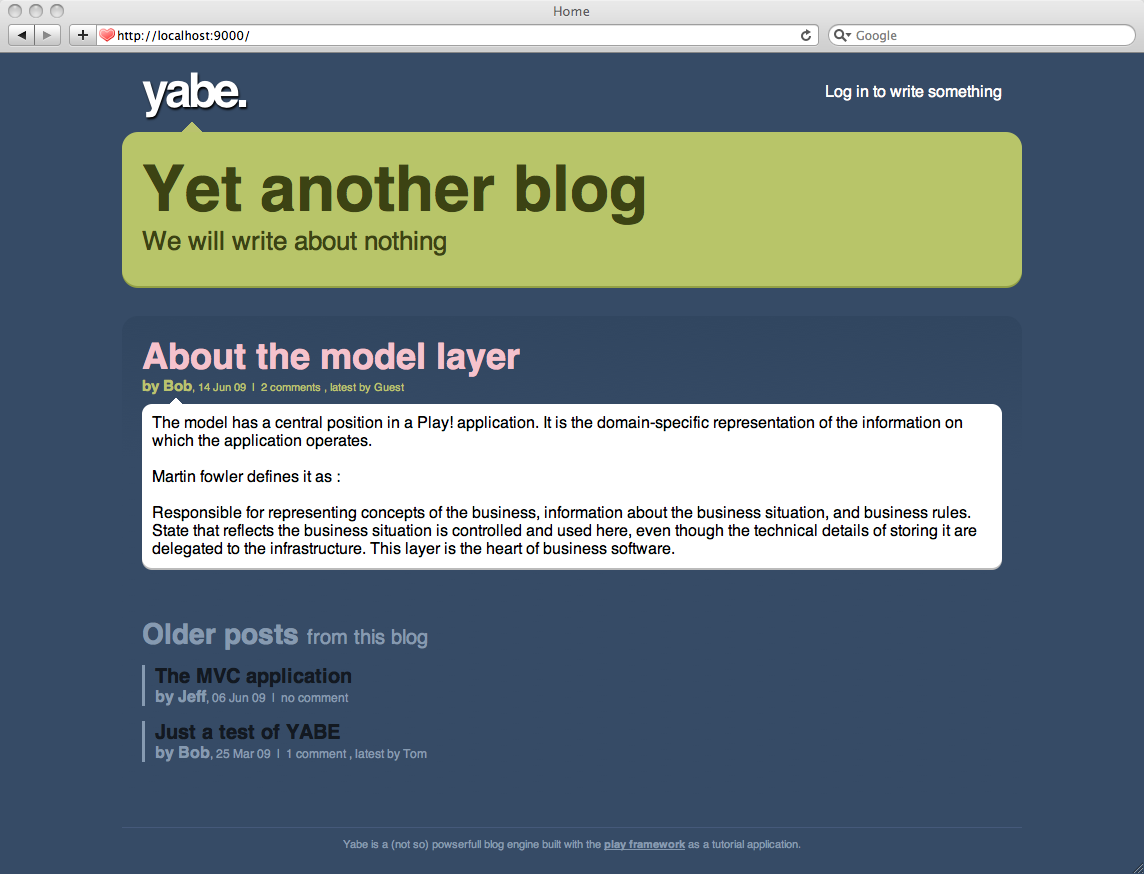 Home
http://localhost:9000/
Google
yabe.
Log in to write something
Yet another blog
We will write about nothing
About the model layer
by Bob, 14 Jun 09 | 2 comments , latest by Guest
The model has a central position in a Play! application. It is the domain-specific representation of the information on
which the application operates.
Martin fowler defines it as :
Responsible for representing concepts of the business, information about the business situation, and business rules.
State that reflects the business situation is controlled and used here, even though the technical details of storing it are
delegated to the infrastructure. This layer is the heart of business software.
Older posts from this blog
The MVC application
by Jeff, 06 Jun 09 | no comment
Just a test of YABE
by Bob, 25 Mar 09 | 1 comment , latest by Tom
Yabe is a (not so) powserfull blog engine built with the play framework as a tutorial application.